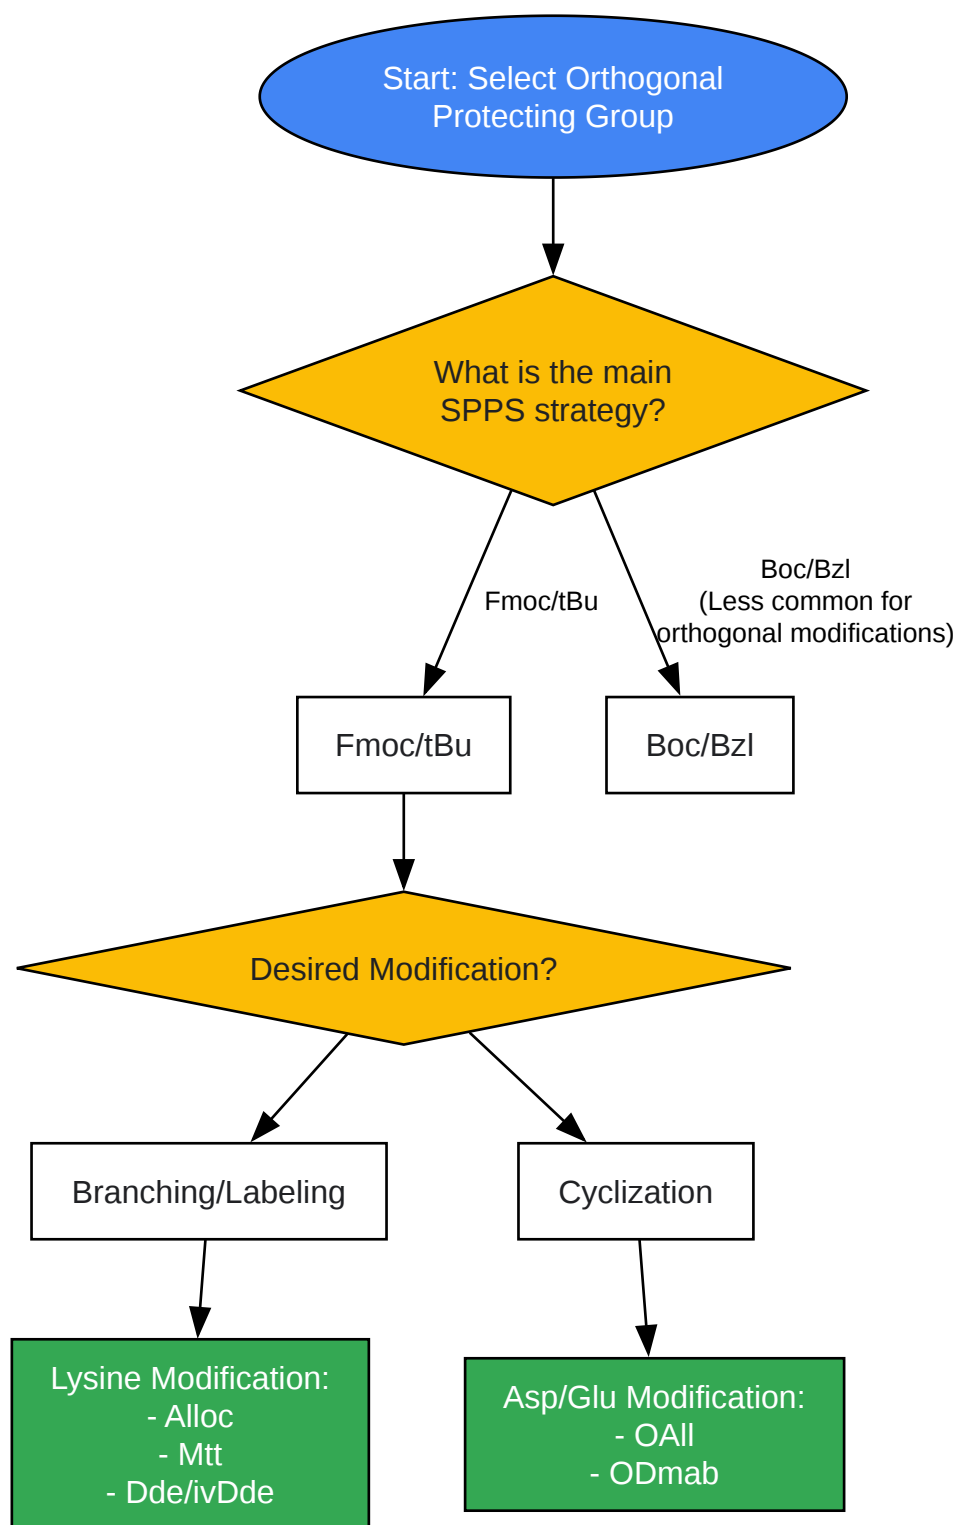 Start: Select Orthogonal
Protecting Group
What is the main
SPPS strategy?
Fmoc/tBu
Boc/Bzl
(Less common for
orthogonal modifications)
Fmoc/tBu
Boc/Bzl
Desired Modification?
Branching/Labeling
Cyclization
Lysine Modification:
- Alloc
- Mtt
- Dde/ivDde
Asp/Glu Modification:
- OAll
- ODmab